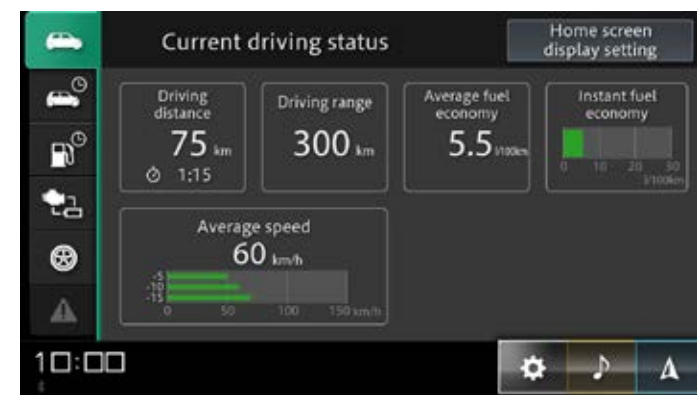 Current driving status
Home screen
display setting
Driving
distance
75 km
1:15
Driving range
300 km
Average fuel
economy
5.5 l/100km
Instant fuel
economy
0 10 20 30
l/100km
Average speed
60 km/h
-5
-10
-15
0 50 100 150 km/h
1□:□□